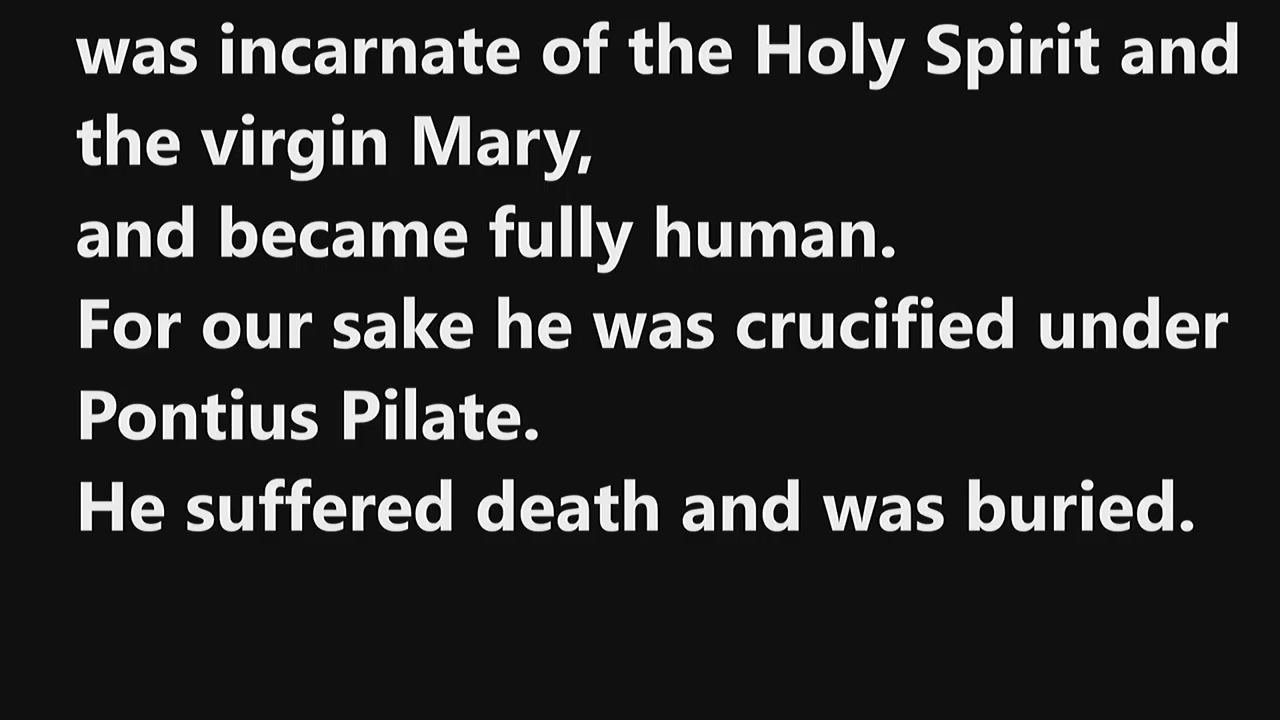 was incarnate of the Holy Spirit and
the virgin Mary,
and became fully human.
For our sake he was crucified under
Pontius Pilate.
He suffered death and was buried.